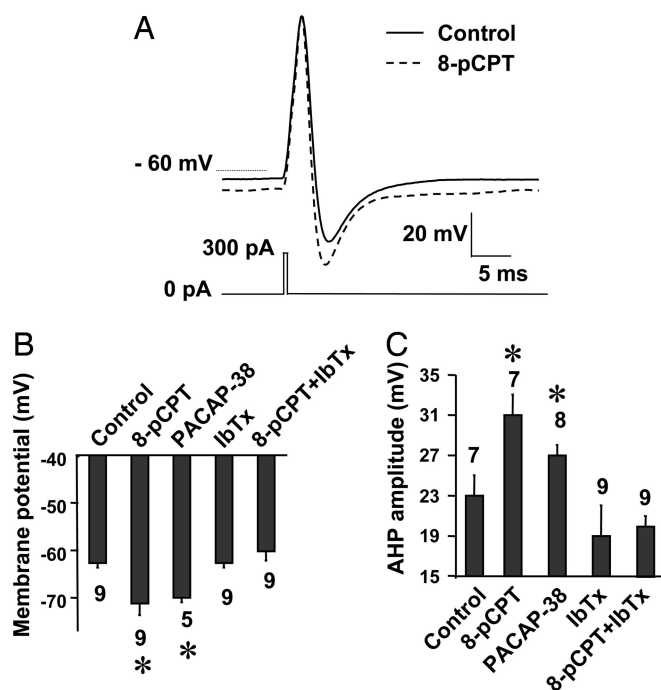 A
Control
8-pCPT
- 60 mV
300 pA
0 pA
20 mV
5 ms
B
Membrane potential (mV)
Control
8-pCPT
PACAP-38
IbTx
8-pCPT+IbTx
-40
-50
-60
-70
9
9
5
9
9
*
*
C
AHP amplitude (mV)
35
31
27
23
19
15
7
*
7
*
8
9
9
Control
8-pCPT
PACAP-38
IbTx
8-pCPT+IbTx